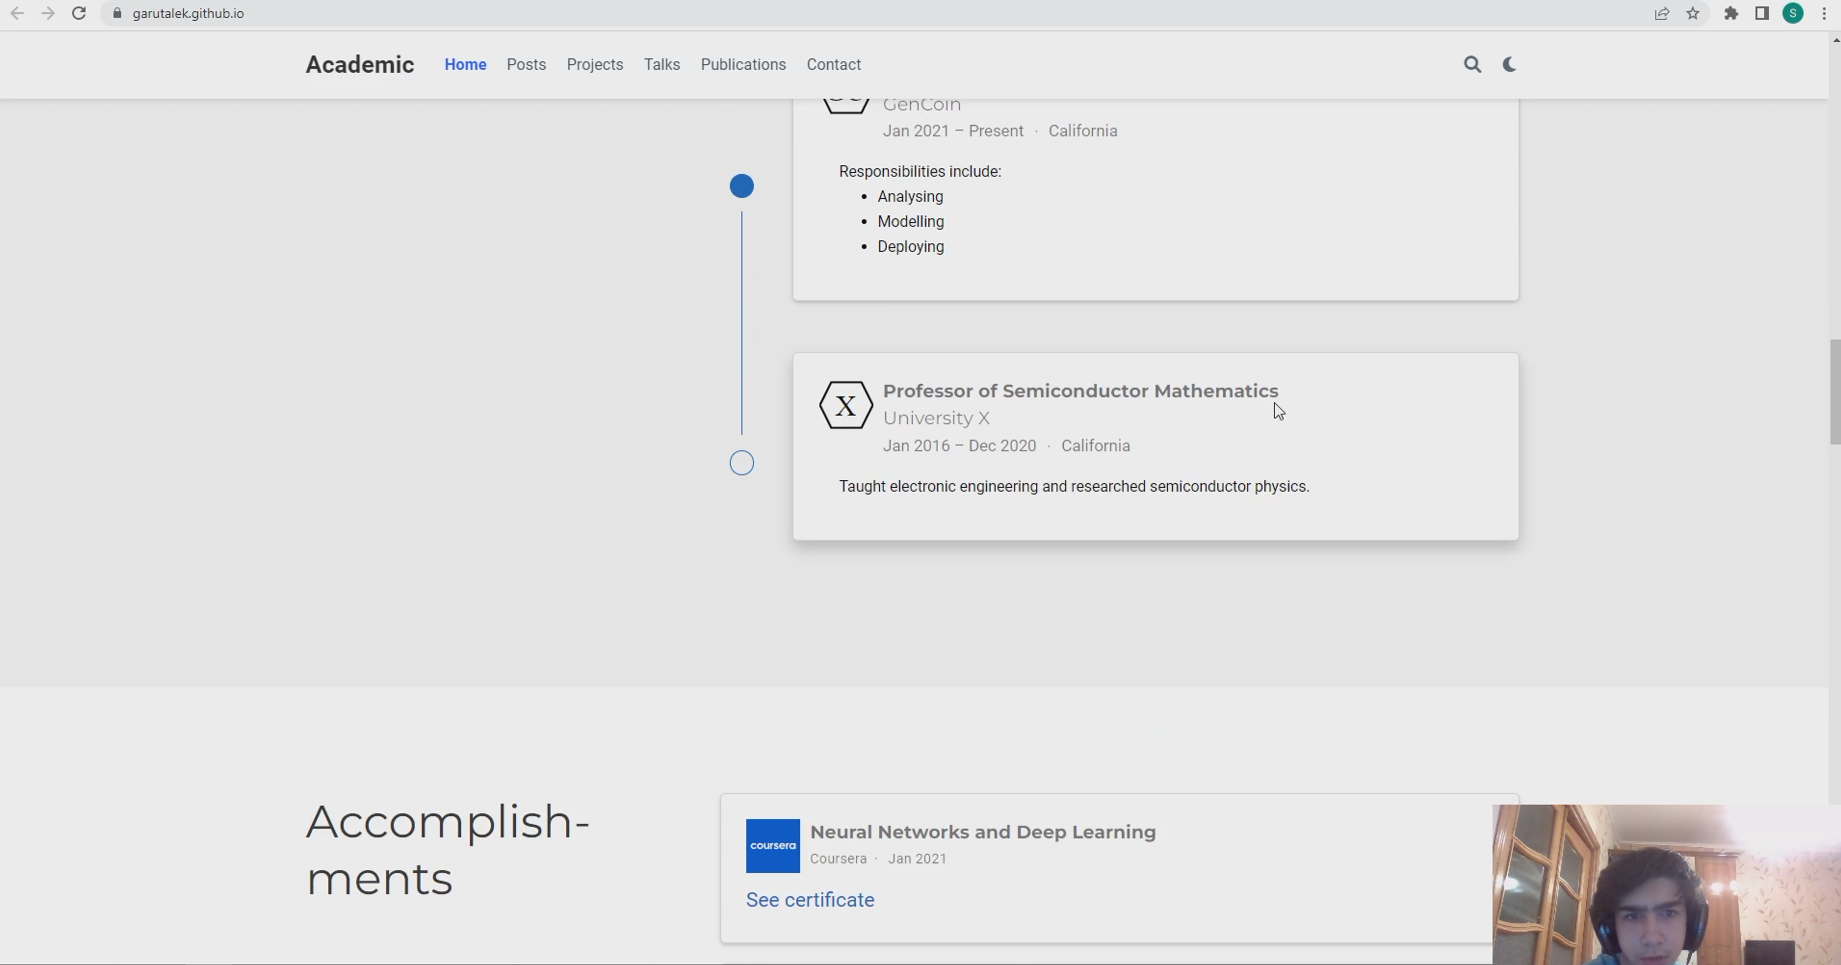 garutalek.github.io
S
Academic Home Posts Projects Talks Publications Contact
GenCoin
Jan 2021 – Present · California
Responsibilities include:
• Analysing
• Modelling
• Deploying
X Professor of Semiconductor Mathematics
University X
Jan 2016 – Dec 2020 · California
Taught electronic engineering and researched semiconductor physics.
Accomplish-
ments
coursera
Neural Networks and Deep Learning
Coursera · Jan 2021
See certificate